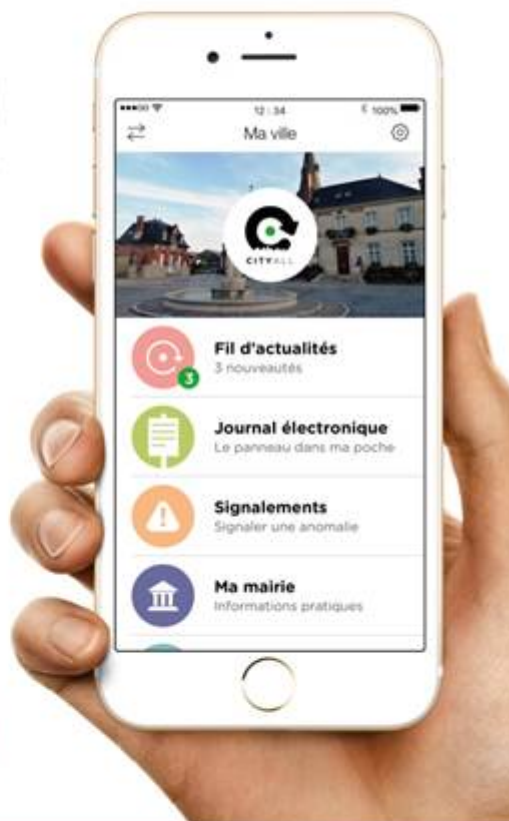 12:34
100%
Ma ville
CITYALL
Fil d'actualités
3 nouveautés
3
Journal électronique
Le panneau dans ma poche
Signalements
Signaler une anomalie
Ma mairie
Informations pratiques